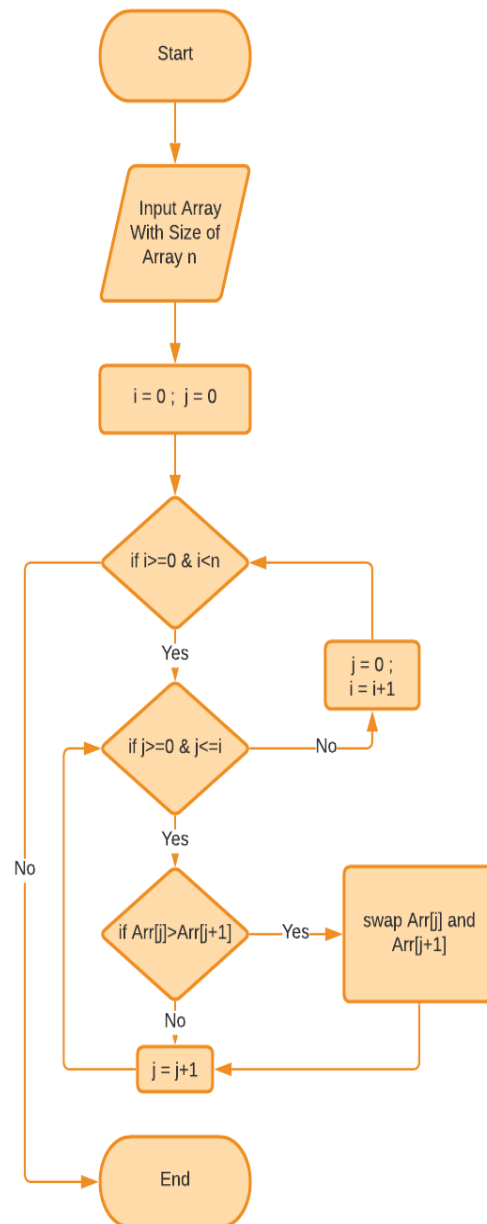 Start
Input Array
With Size of
Array n
i = 0 ; j = 0
if i>=0 & i<n
Yes
j = 0 ;
i = i+1
if j>=0 & j<=i
No
Yes
No
if Arr[j]>Arr[j+1]
Yes
swap Arr[j] and
Arr[j+1]
No
j = j+1
End